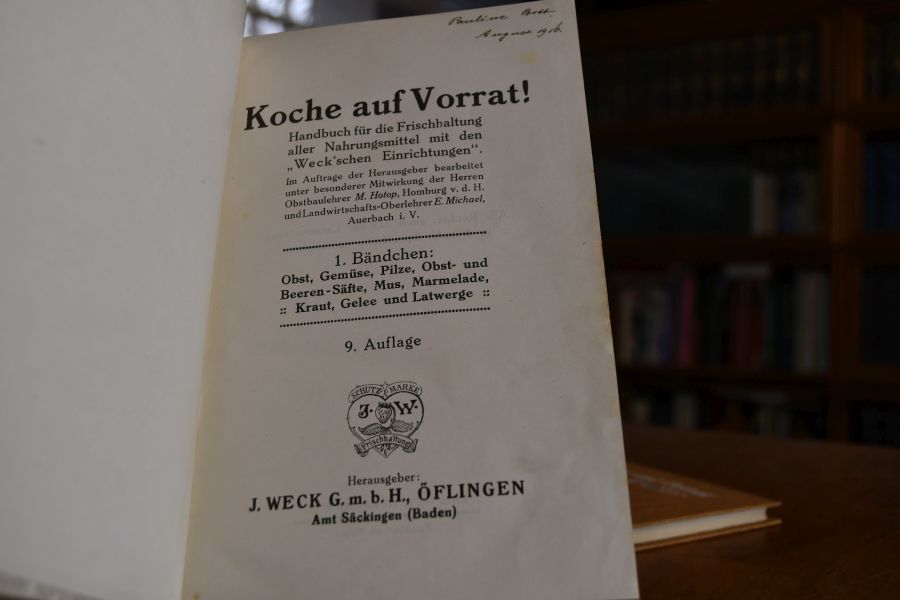 Pauline Bott.
August 1916.
Koche auf Vorrat!
Handbuch für die Frischhaltung
aller Nahrungsmittel mit den
„Weck'schen Einrichtungen“.
Im Auftrage der Herausgeber bearbeitet
unter besonderer Mitwirkung der Herren
Obstbaulehrer M. Hotop, Homburg v. d. H.
und Landwirtschafts-Oberlehrer E. Michael,
Auerbach i. V.
1. Bändchen:
Obst, Gemüse, Pilze, Obst- und
Beeren-Säfte, Mus, Marmelade,
:: Kraut, Gelee und Latwerge ::
9. Auflage
SCHUTZ-MARKE
J. W.
Frischhaltung
Herausgeber:
J. WECK G. m. b. H., ÖFLINGEN
Amt Säckingen (Baden)